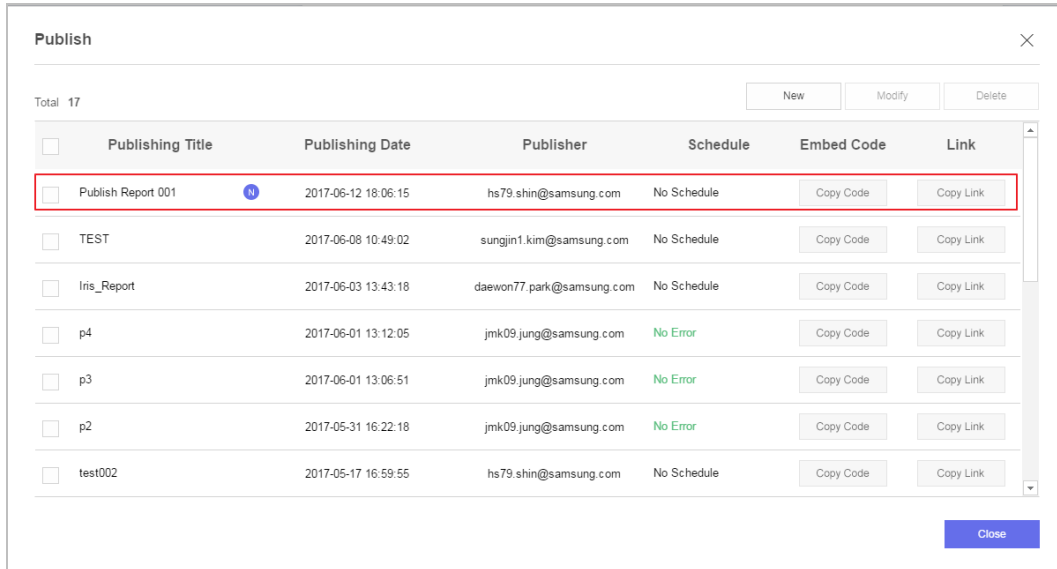 Publish
Total 17
New Modify Delete
Publishing Title Publishing Date Publisher Schedule Embed Code Link
Publish Report 001 N 2017-06-12 18:06:15 hs79.shin@samsung.com No Schedule Copy Code Copy Link
TEST 2017-06-08 10:49:02 sungjin1.kim@samsung.com No Schedule Copy Code Copy Link
Iris_Report 2017-06-03 13:43:18 daewon77.park@samsung.com No Schedule Copy Code Copy Link
p4 2017-06-01 13:12:05 jmk09.jung@samsung.com No Error Copy Code Copy Link
p3 2017-06-01 13:06:51 jmk09.jung@samsung.com No Error Copy Code Copy Link
p2 2017-05-31 16:22:18 jmk09.jung@samsung.com No Error Copy Code Copy Link
test002 2017-05-17 16:59:55 hs79.shin@samsung.com No Schedule Copy Code Copy Link
Close